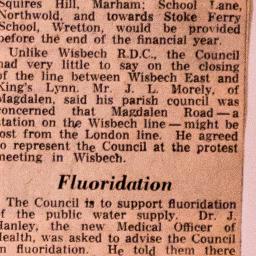 Squires Hill, Marham; School Lane,
Northwold, and towards Stoke Ferry
School, Wretton, would be provided
before the end of the financial year.
Unlike Wisbech R.D.C., the Council
had very little to say on the closing
of the line between Wisbech East and
King's Lynn. Mr. J. L. Morely, of
Magdalen, said his parish council was
concerned that Magdalen Road — a
station on the Wisbech line — might be
lost from the London line. He agreed
to represent the Council at the protest
meeting in Wisbech.
Fluoridation
The Council is to support fluoridation
of the public water supply. Dr. J.
Hanley, the new Medical Officer of
Health, was asked to advise the Council
on fluoridation. He told them there